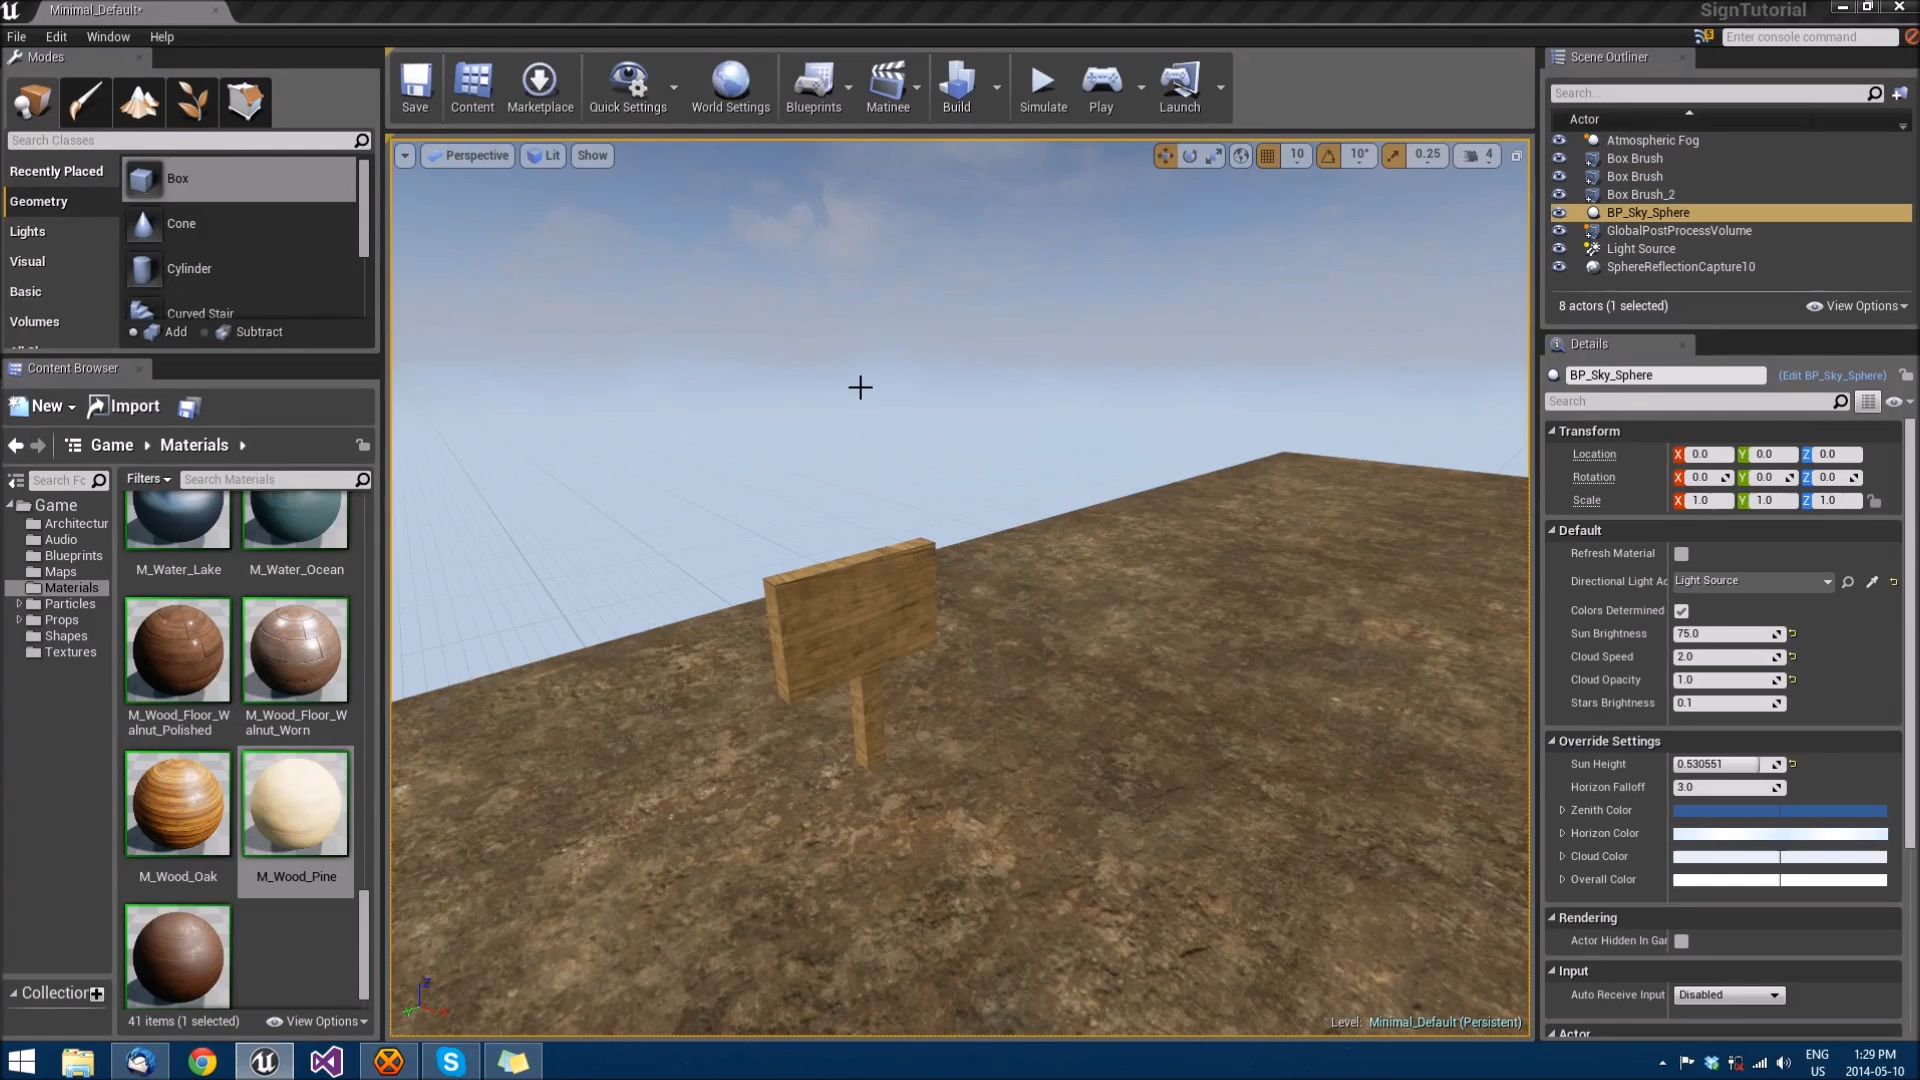 Minimal_Default*
SignTutorial
File Edit Window Help
Enter console command
Modes
Search Classes
Recently Placed
Geometry
Lights
Visual
Basic
Volumes
Box
Cone
Cylinder
Curved Stair
Add Subtract
Save
Content
Marketplace
Quick Settings
World Settings
Blueprints
Matinee
Build
Simulate
Play
Launch
Perspective Lit Show
10 10° 0.25 4
Level: Minimal_Default (Persistent)
Content Browser
New Import
Game Materials
Search Fc
Filters Search Materials
Game
Architectur
Audio
Blueprints
Maps
Materials
Particles
Props
Shapes
Textures
Collection
M_Water_Lake
M_Water_Ocean
M_Wood_Floor_W
alnut_Polished
M_Wood_Floor_W
alnut_Worn
M_Wood_Oak
M_Wood_Pine
41 items (1 selected) View Options
Scene Outliner
Search...
Actor
Atmospheric Fog
Box Brush
Box Brush
Box Brush_2
BP_Sky_Sphere
GlobalPostProcessVolume
Light Source
SphereReflectionCapture10
8 actors (1 selected) View Options
Details
BP_Sky_Sphere (Edit BP_Sky_Sphere)
Search
Transform
Location X 0.0 Y 0.0 Z 0.0
Rotation X 0.0 Y 0.0 Z 0.0
Scale X 1.0 Y 1.0 Z 1.0
Default
Refresh Material
Directional Light Ac Light Source
Colors Determined
Sun Brightness 75.0
Cloud Speed 2.0
Cloud Opacity 1.0
Stars Brightness 0.1
Override Settings
Sun Height 0.530551
Horizon Falloff 3.0
Zenith Color
Horizon Color
Cloud Color
Overall Color
Rendering
Actor Hidden In Gar
Input
Auto Receive Input Disabled
Actor
ENG
US
1:29 PM
2014-05-10